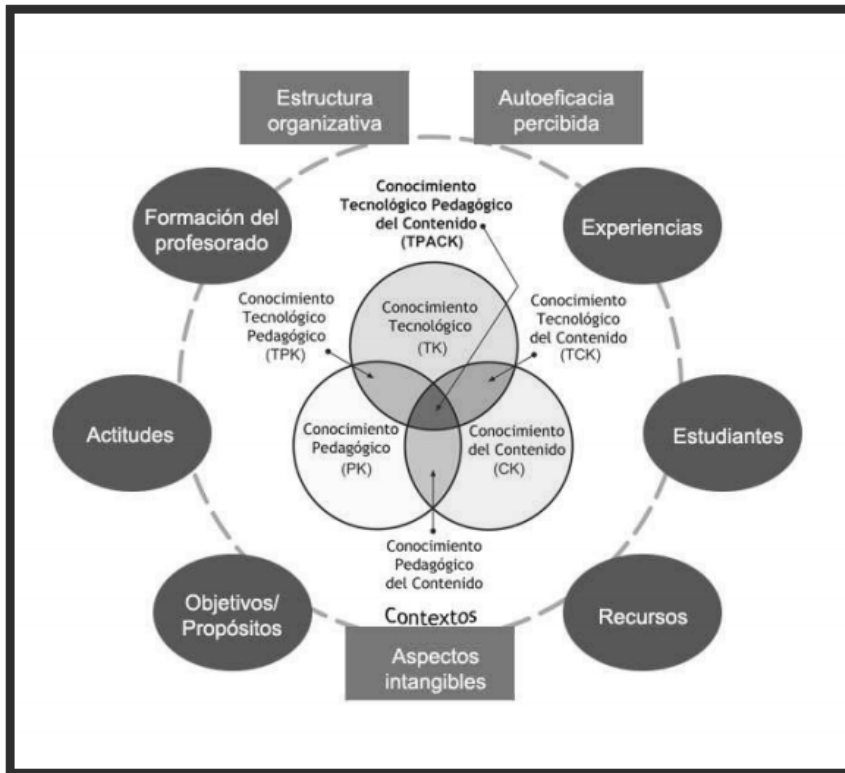 Estructura
organizativa
Autoeficacia
percibida
Formación del
profesorado
Conocimiento
Tecnológico Pedagógico
del Contenido
(TPACK)
Experiencias
Conocimiento
Tecnológico
Pedagógico
(TPK)
Conocimiento
Tecnológico
(TK)
Conocimiento
Tecnológico
del Contenido
(TCK)
Actitudes
Conocimiento
Pedagógico
(PK)
Conocimiento
del Contenido
(CK)
Estudiantes
Conocimiento
Pedagógico
del Contenido
Objetivos/
Propósitos
Contextos
Recursos
Aspectos
intangibles